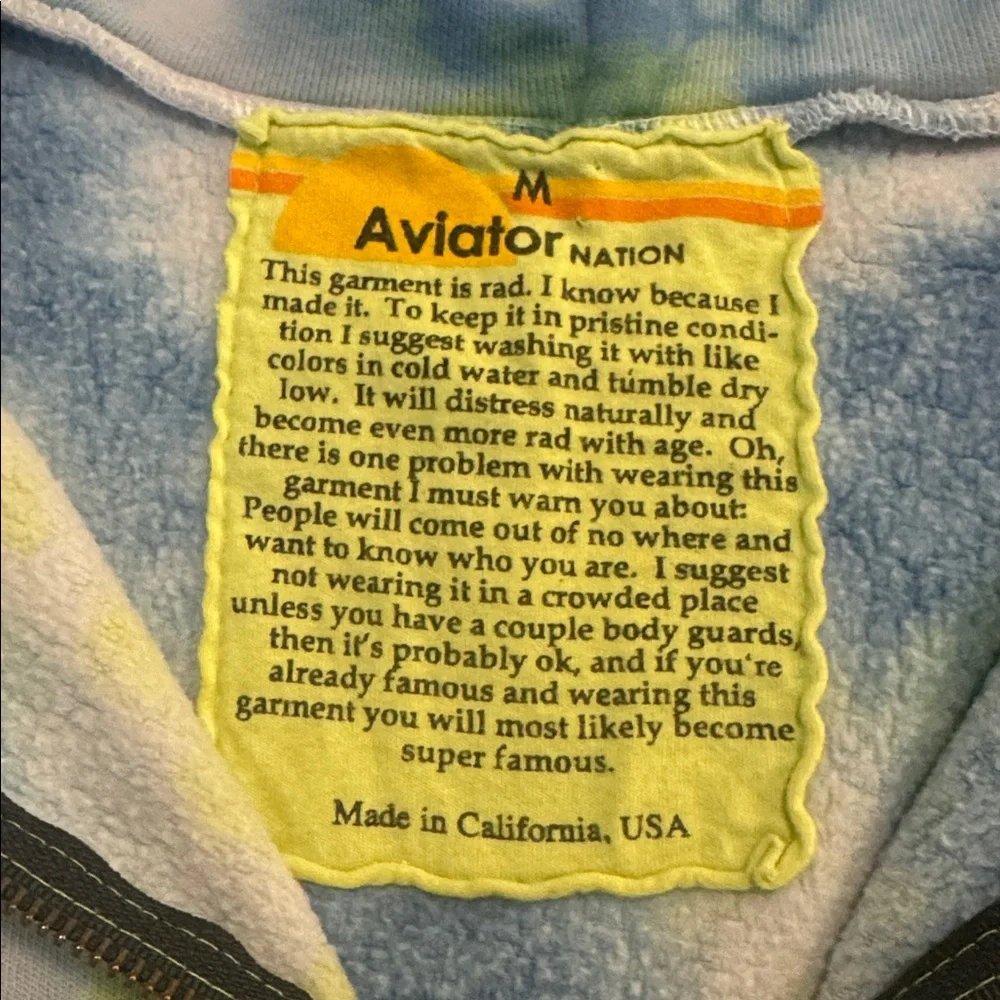 M
Aviator NATION
This garment is rad. I know because I
made it. To keep it in pristine condi-
tion I suggest washing it with like
colors in cold water and tumble dry
low. It will distress naturally and
become even more rad with age. Oh,
there is one problem with wearing this
garment I must warn you about:
People will come out of no where and
want to know who you are. I suggest
not wearing it in a crowded place
unless you have a couple body guards,
then it's probably ok, and if you're
already famous and wearing this
garment you will most likely become
super famous.
Made in California, USA